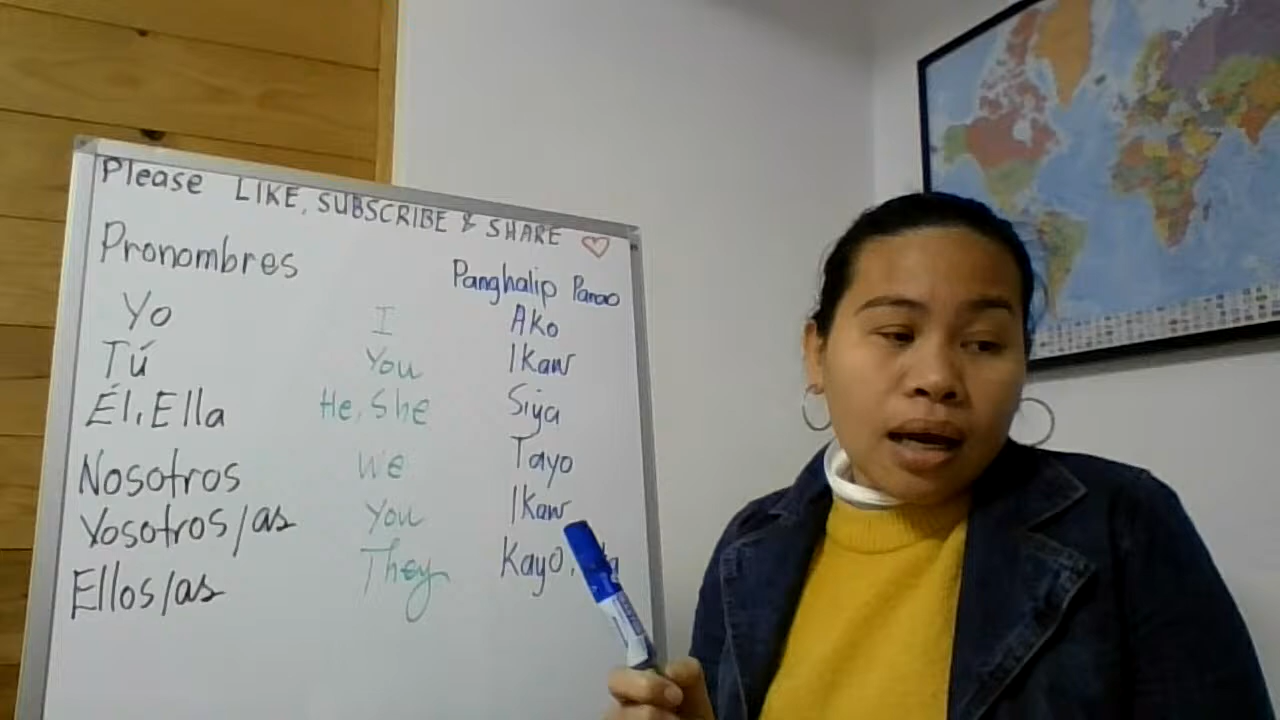 Please LIKE, SUBSCRIBE & SHARE
Pronombres Panghalip Panao
Yo I Ako
Tú You Ikaw
Él, Ella He, She Siya
Nosotros We Tayo
Vosotros/as You Ikaw
Ellos/as They Kayo,